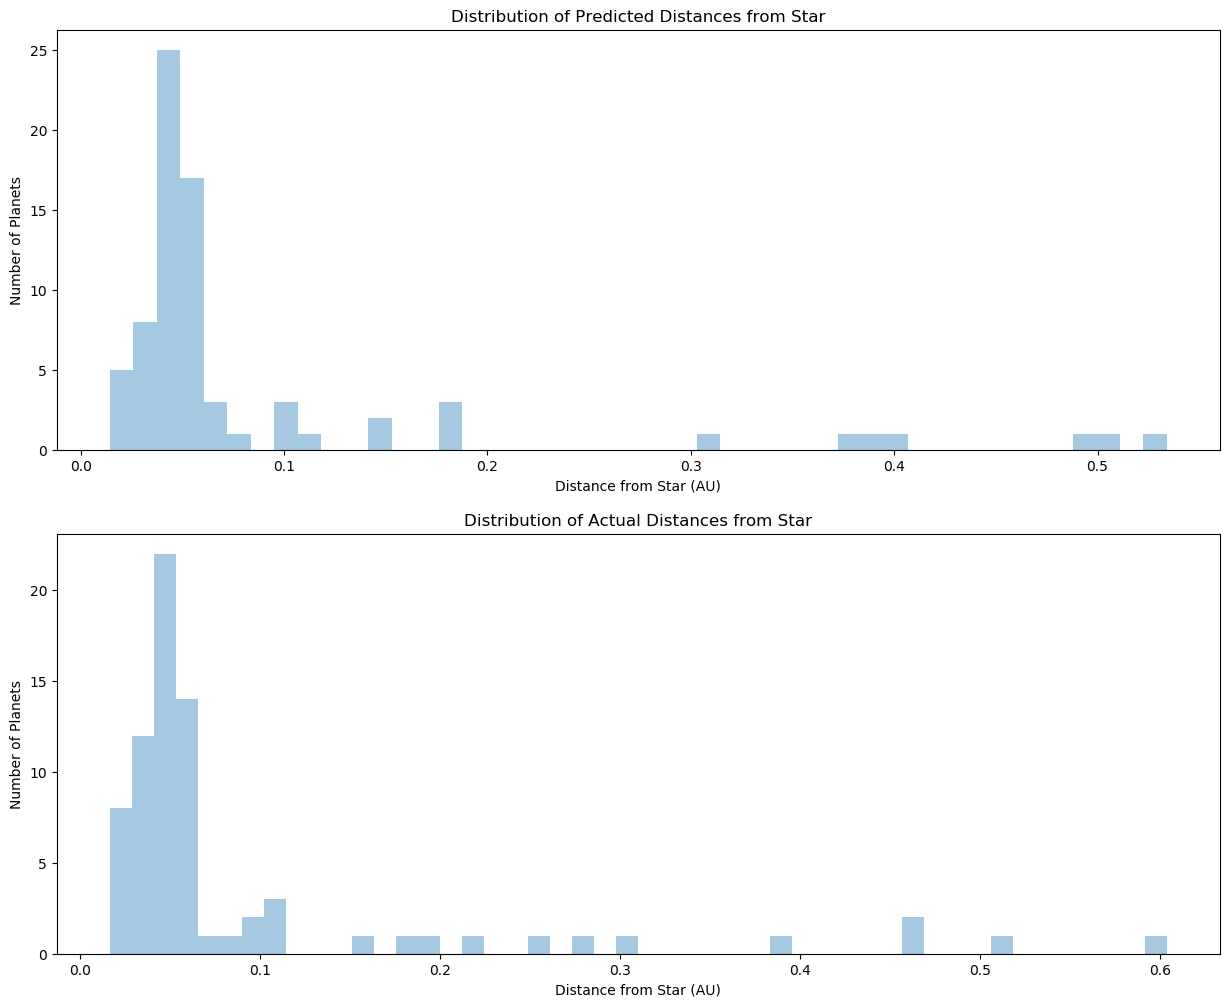 Distribution of Predicted Distances from Star
25
20
15
10
5
0
Number of Planets
0.0 0.1 0.2 0.3 0.4 0.5
Distance from Star (AU)
Distribution of Actual Distances from Star
20
15
10
5
0
Number of Planets
0.0 0.1 0.2 0.3 0.4 0.5 0.6
Distance from Star (AU)